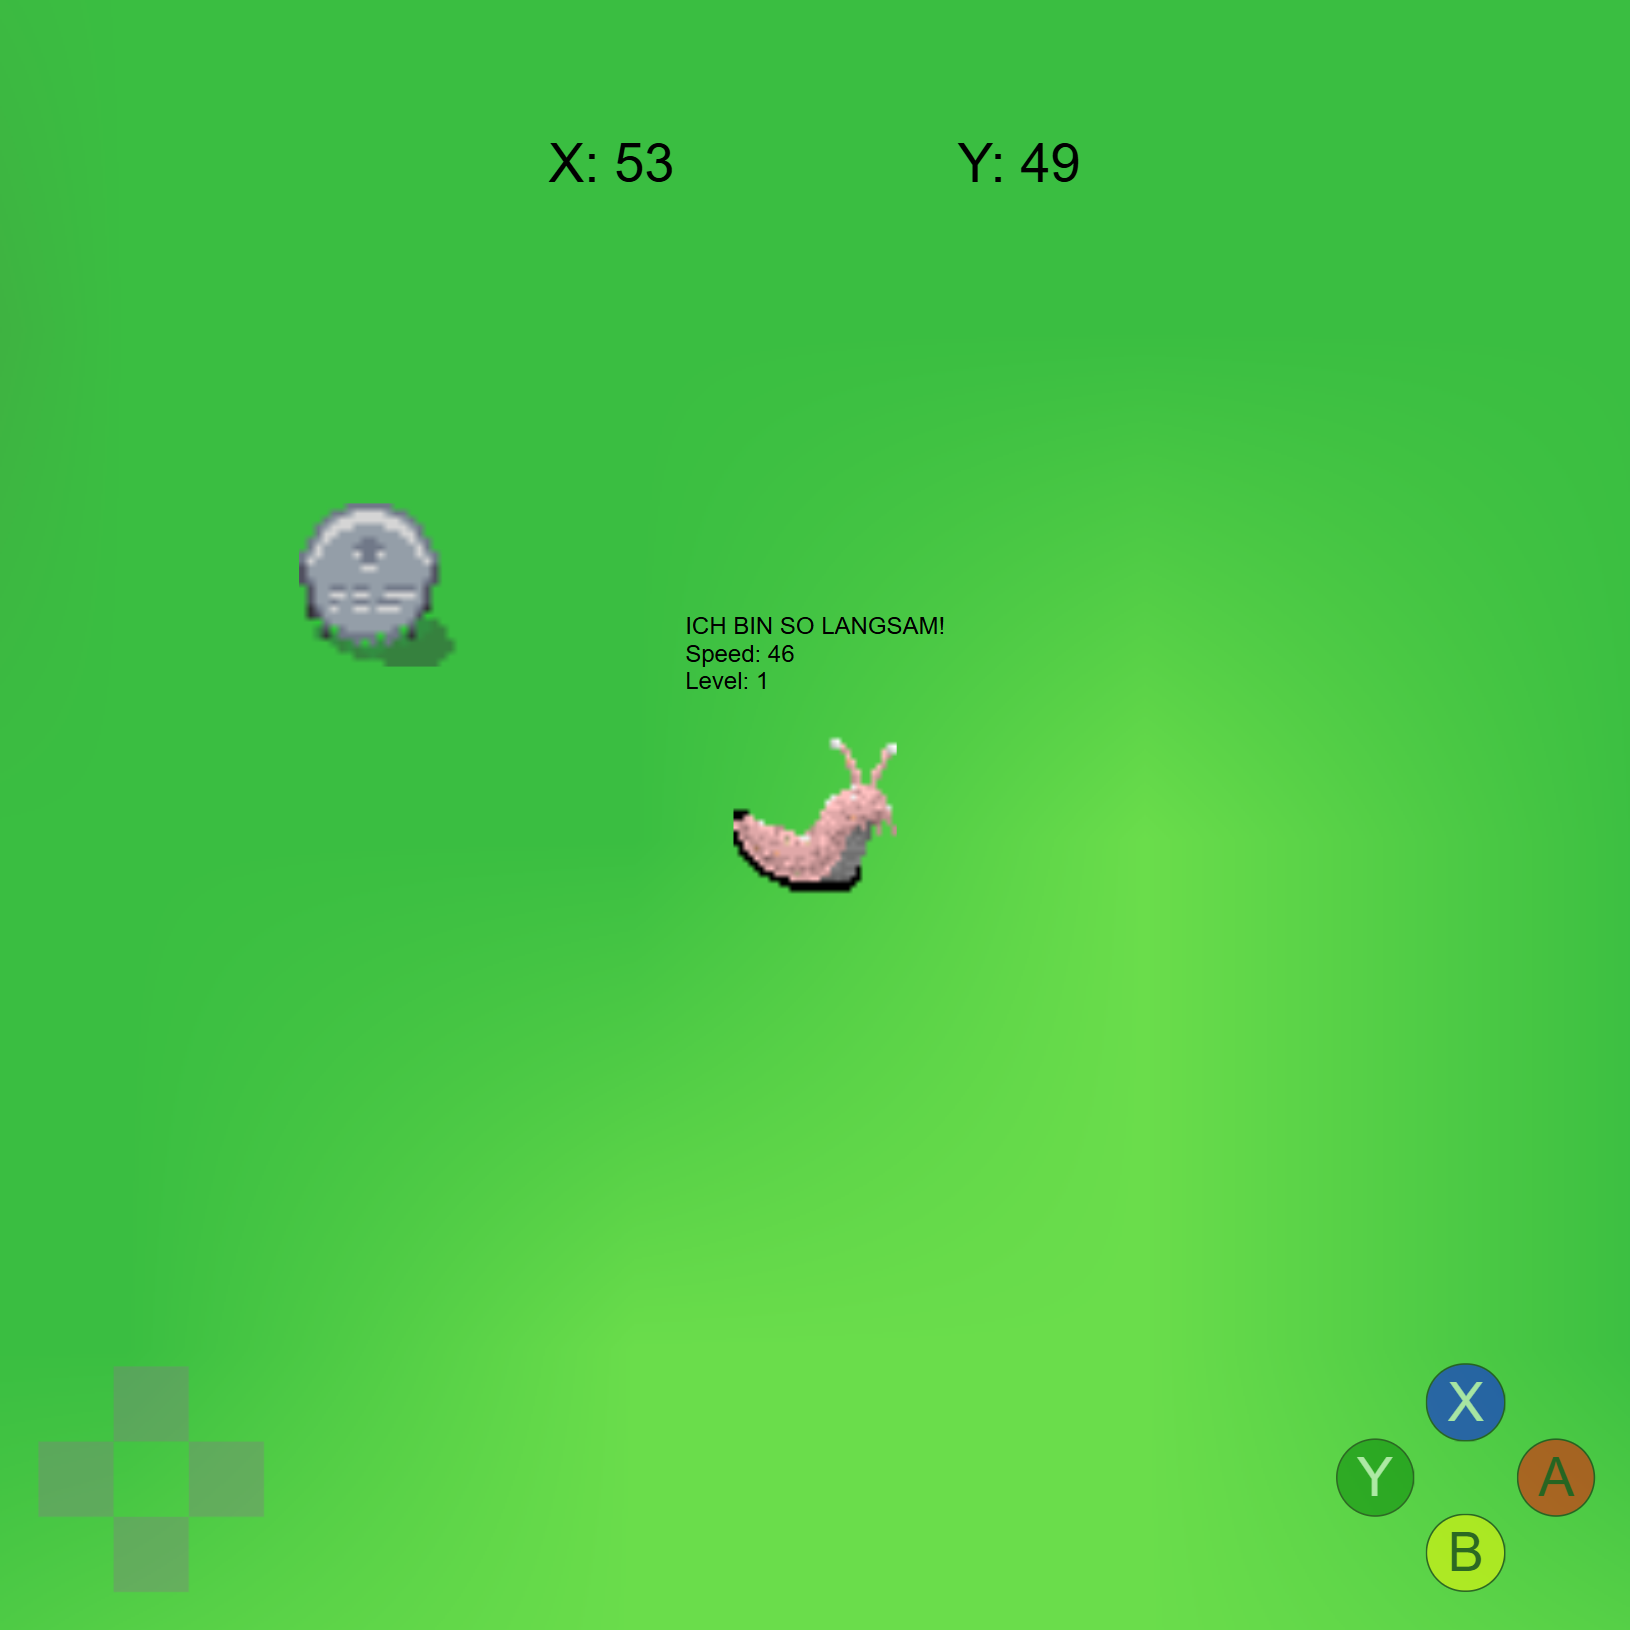 X: 53 Y: 49
ICH BIN SO LANGSAM!
Speed: 46
Level: 1
X
Y A
B